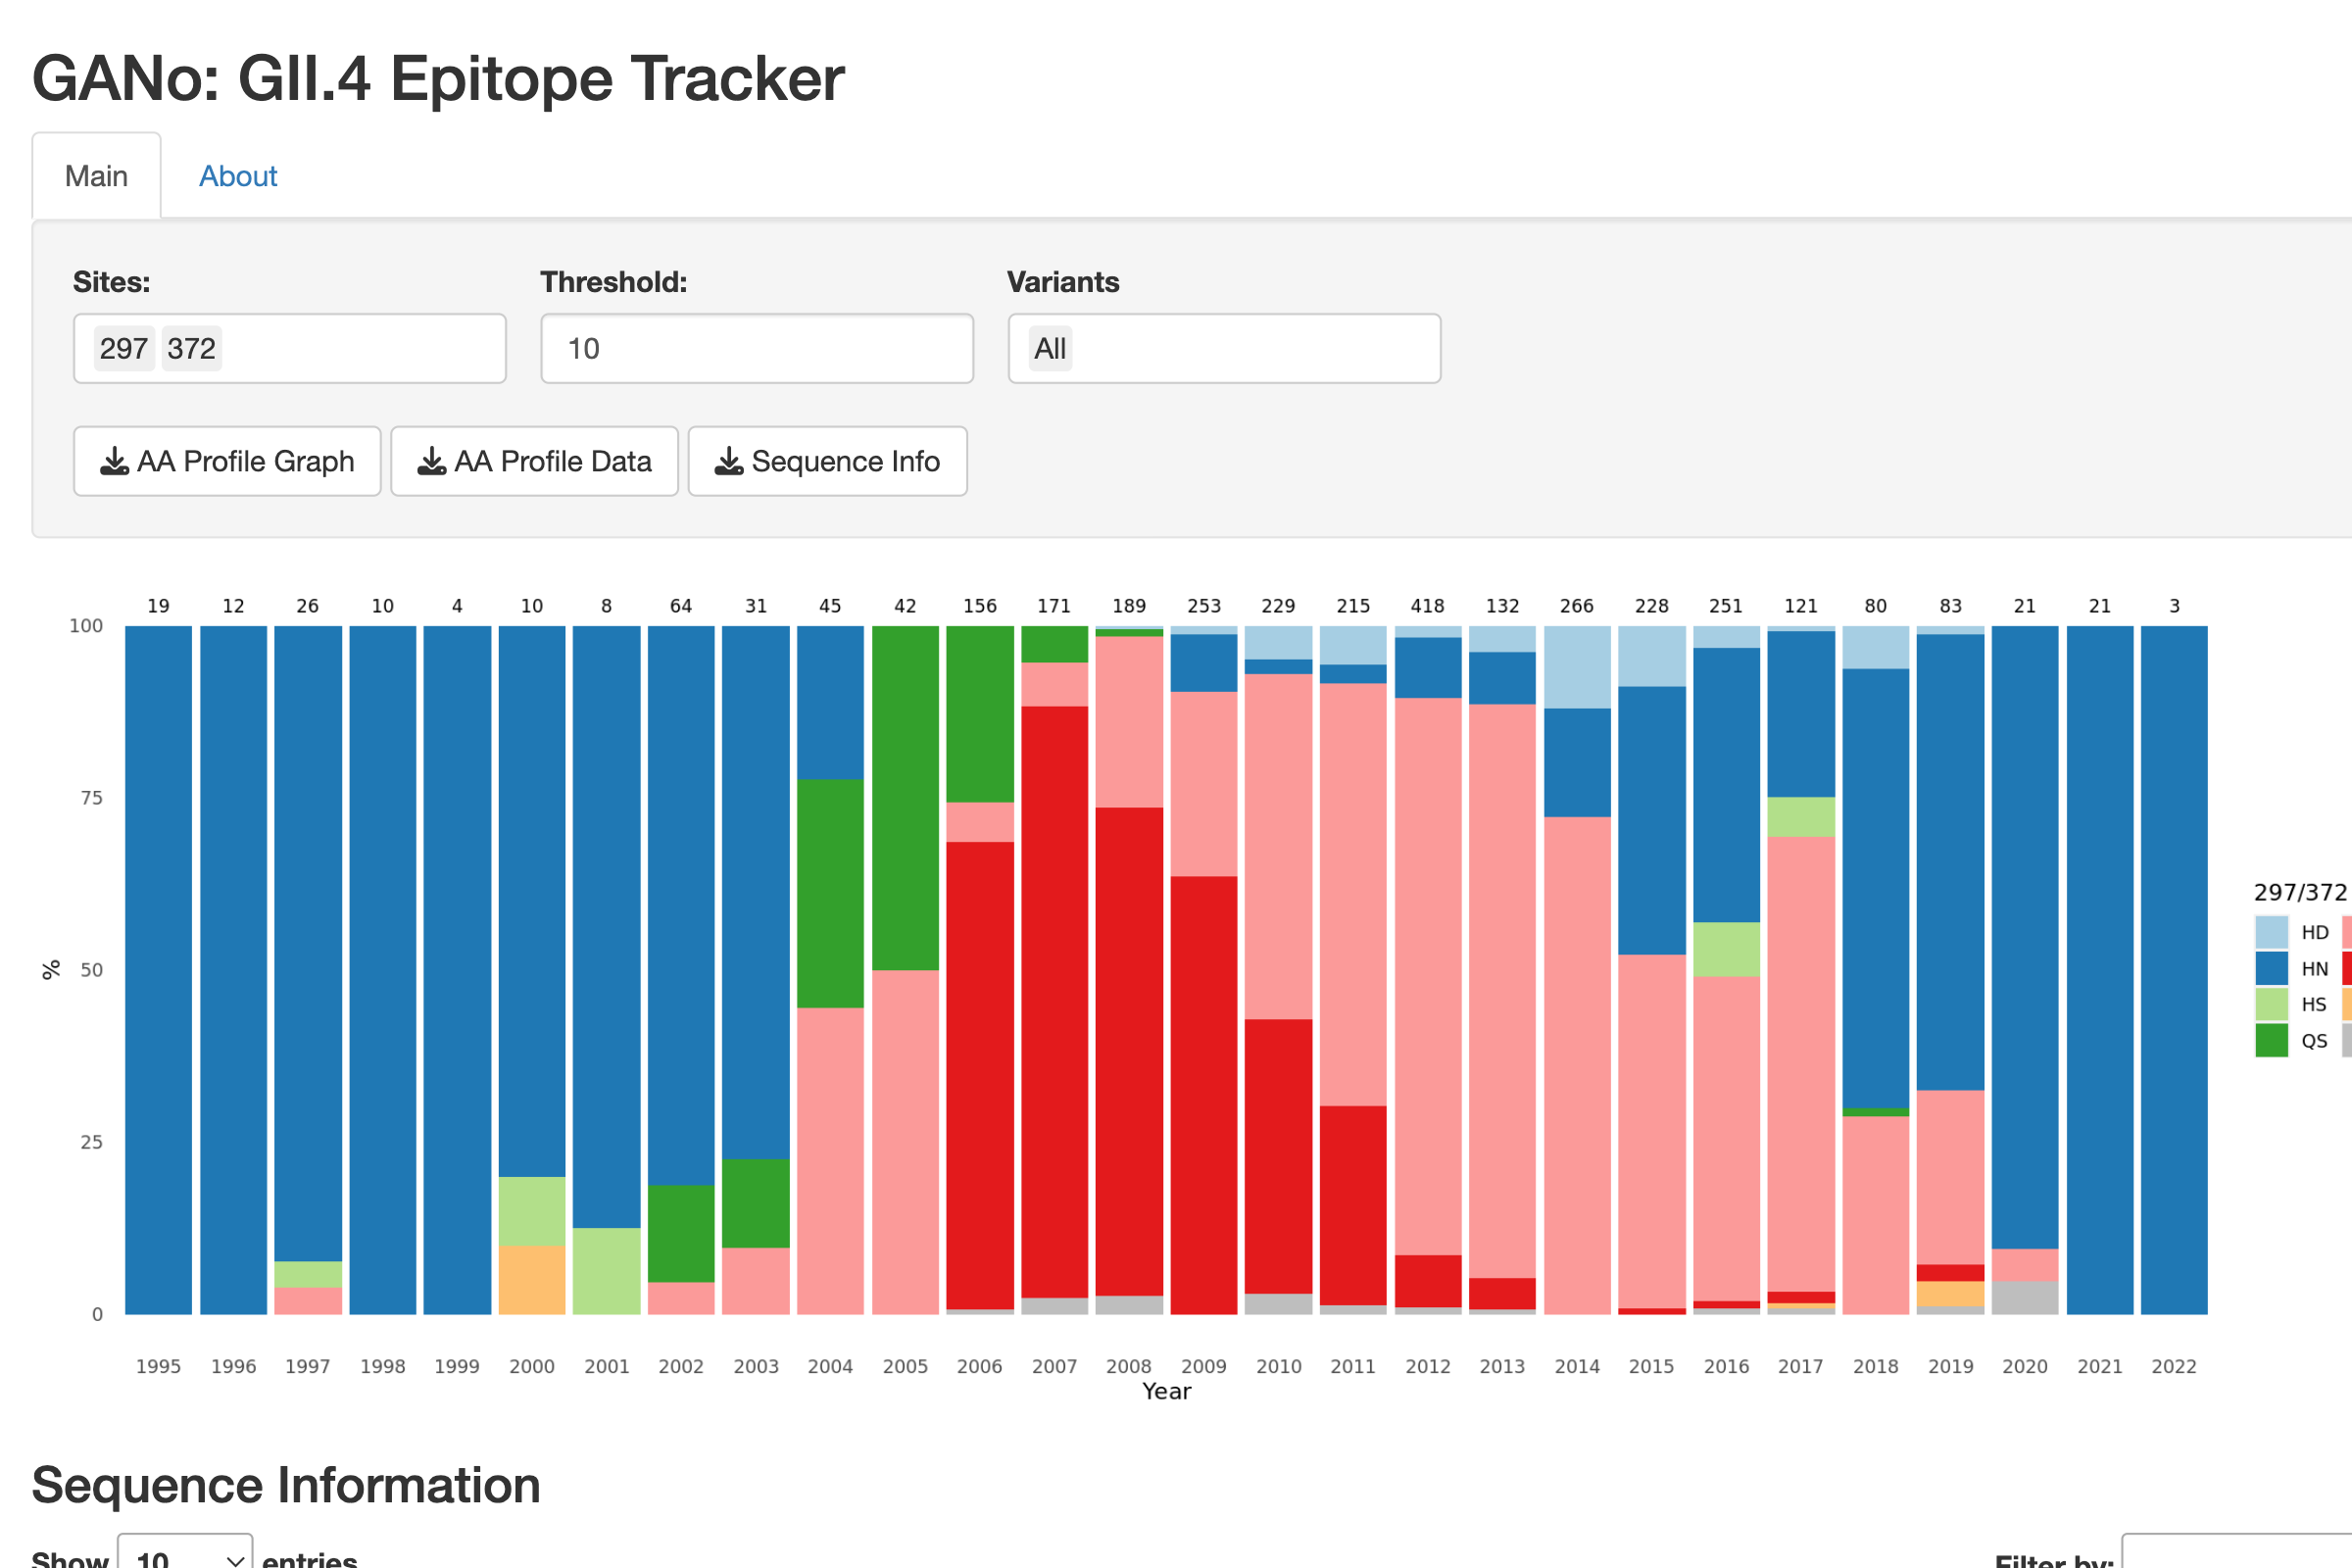 GANo: GII.4 Epitope Tracker
Main About
Sites: Threshold: Variants
297 372 10 All
AA Profile Graph AA Profile Data Sequence Info
19 12 26 10 4 10 8 64 31 45 42 156 171 189 253 229 215 418 132 266 228 251 121 80 83 21 21 3
100
75
% 50
25
0
297/372
HD
HN
HS
QS
1995 1996 1997 1998 1999 2000 2001 2002 2003 2004 2005 2006 2007 2008 2009 2010 2011 2012 2013 2014 2015 2016 2017 2018 2019 2020 2021 2022
Year
Sequence Information
Show 10 entries Filter by: